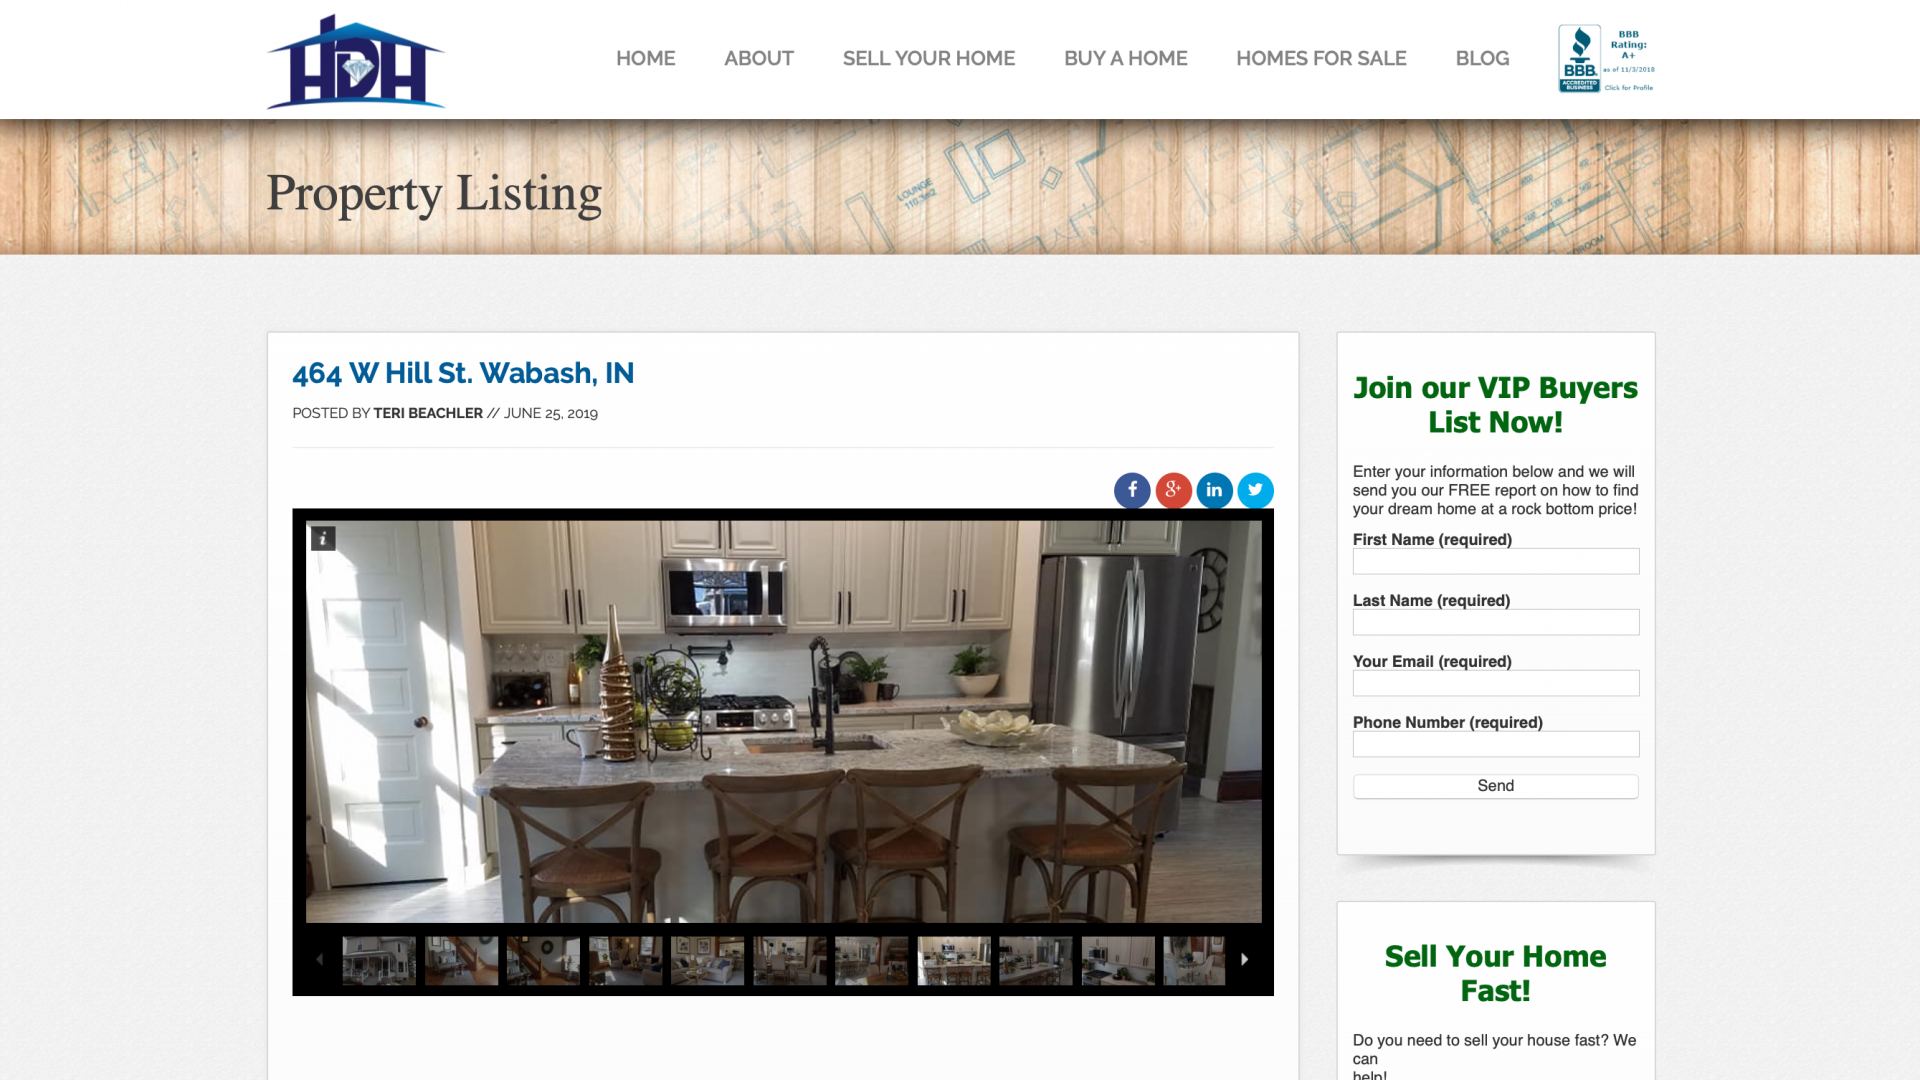 HDH
HOME
ABOUT
SELL YOUR HOME
BUY A HOME
HOMES FOR SALE
BLOG
BBB
Rating:
A+
as of 11/3/2018
Click for Profile
BBB.
ACCREDITED
BUSINESS
LOUNGE
Property Listing
464 W Hill St. Wabash, IN
POSTED BY TERI BEACHLER // JUNE 25, 2019
i
Join our VIP Buyers
List Now!
Enter your information below and we will
send you our FREE report on how to find
your dream home at a rock bottom price!
First Name (required)
Last Name (required)
Your Email (required)
Phone Number (required)
Send
Sell Your Home
Fast!
Do you need to sell your house fast? We
can
help!